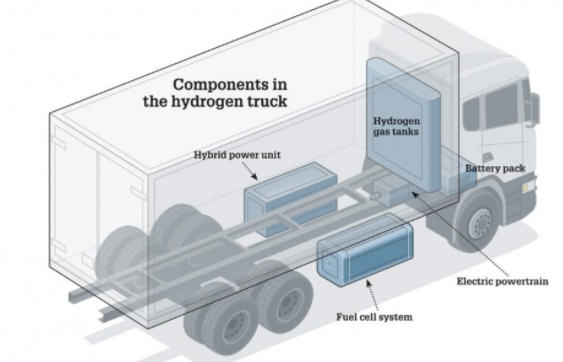 Components in
the hydrogen truck
Hydrogen
gas tanks
Hybrid power unit
Battery pack
Electric powertrain
Fuel cell system